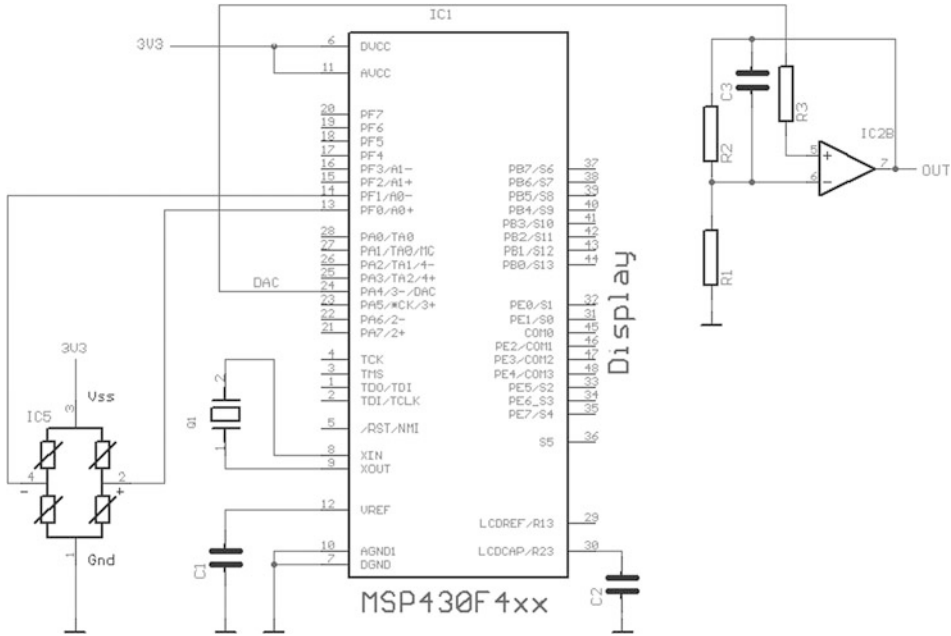 IC1
3V3
6 DVCC
11 AVCC
20 PF7
19 PF6
18 PF5
17 PF4
16 PF3/A1-
15 PF2/A1+
14 PF1/A0-
13 PF0/A0+
28 PA0/TA0
27 PA1/TA0/MC
26 PA2/TA1/4-
25 PA3/TA2/4+
DAC 24 PA4/3-/DAC
23 PA5/*CK/3+
22 PA6/2-
21 PA7/2+
4 TCK
3 TMS
1 TDO/TDI
2 TDI/TCLK
5 /RST/NMI
8 XIN
9 XOUT
12 VREF
10 AGND1
7 DGND
PB7/S6 37
PB6/S7 38
PB5/S8 39
PB4/S9 40
PB3/S10 41
PB2/S11 42
PB1/S12 43
PB0/S13 44
PE0/S1 32
PE1/S0 31
COM0 45
PE2/COM1 46
PE3/COM2 47
PE4/COM3 48
PE5/S2 33
PE6_S3 34
PE7/S4 35
S5 36
LCDREF/R13 29
LCDCAP/R23 30
Display
MSP430F4xx
3V3
Vss
3
IC5
4
-
2
+
1
Gnd
Q1
2
1
C1
C2
C3
R3
R2
R1
IC2B
5 +
6 -
7
OUT